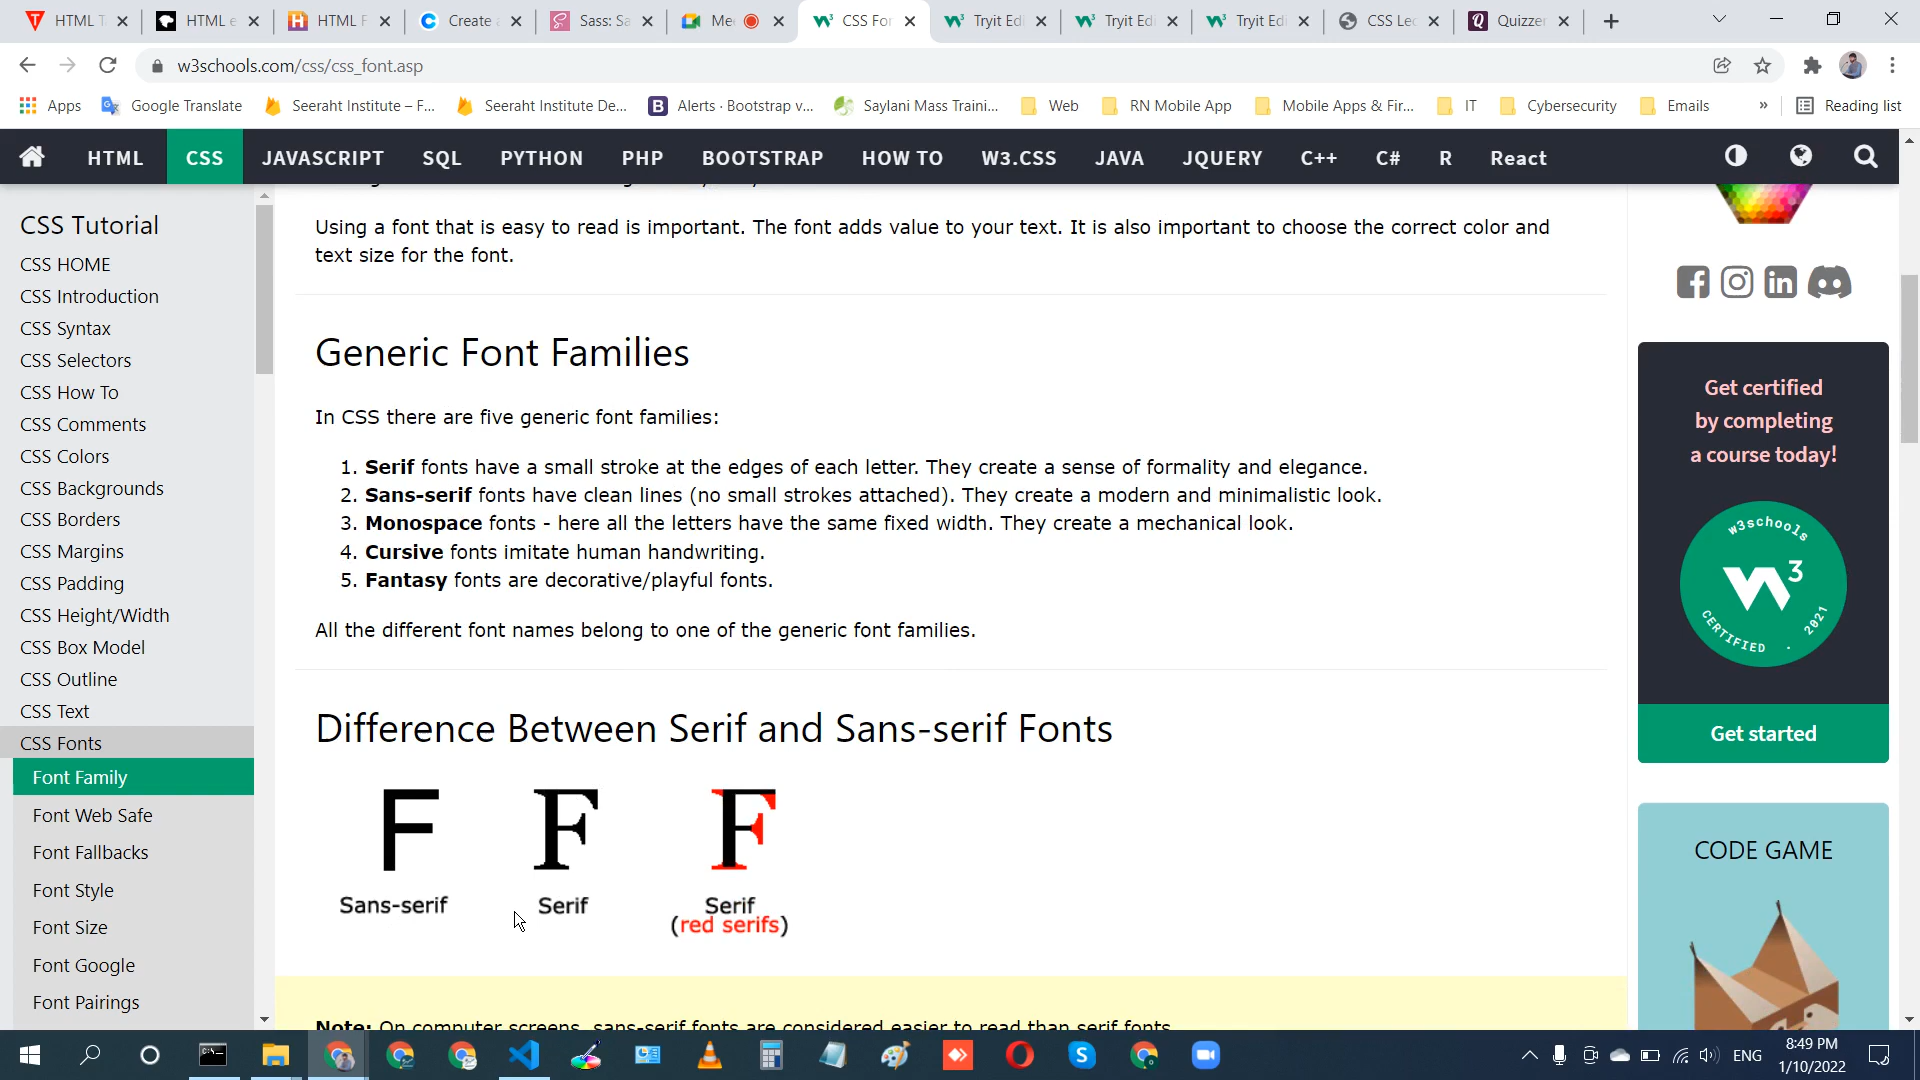 HTML T
HTML e
HTML F
Create
Sass: Sa
Mee
CSS For
Tryit Edi
Tryit Edi
Tryit Edi
CSS Lec
Quizzer
w3schools.com/css/css_font.asp
Apps
Google Translate
Seeraht Institute – F...
Seeraht Institute De...
Alerts · Bootstrap v...
Saylani Mass Traini...
Web
RN Mobile App
Mobile Apps & Fir...
IT
Cybersecurity
Emails
»
Reading list
HTML
CSS
JAVASCRIPT
SQL
PYTHON
PHP
BOOTSTRAP
HOW TO
W3.CSS
JAVA
JQUERY
C++
C#
R
React
CSS Tutorial
CSS HOME
CSS Introduction
CSS Syntax
CSS Selectors
CSS How To
CSS Comments
CSS Colors
CSS Backgrounds
CSS Borders
CSS Margins
CSS Padding
CSS Height/Width
CSS Box Model
CSS Outline
CSS Text
CSS Fonts
Font Family
Font Web Safe
Font Fallbacks
Font Style
Font Size
Font Google
Font Pairings
Using a font that is easy to read is important. The font adds value to your text. It is also important to choose the correct color and
text size for the font.
Generic Font Families
In CSS there are five generic font families:
1. Serif fonts have a small stroke at the edges of each letter. They create a sense of formality and elegance.
2. Sans-serif fonts have clean lines (no small strokes attached). They create a modern and minimalistic look.
3. Monospace fonts - here all the letters have the same fixed width. They create a mechanical look.
4. Cursive fonts imitate human handwriting.
5. Fantasy fonts are decorative/playful fonts.
All the different font names belong to one of the generic font families.
Difference Between Serif and Sans-serif Fonts
F F F
Sans-serif
Serif
Serif
(red serifs)
Note: On computer screens, sans-serif fonts are considered easier to read than serif fonts.
Get certified
by completing
a course today!
w3schools
W3
CERTIFIED . 2021
Get started
CODE GAME
ENG
8:49 PM
1/10/2022